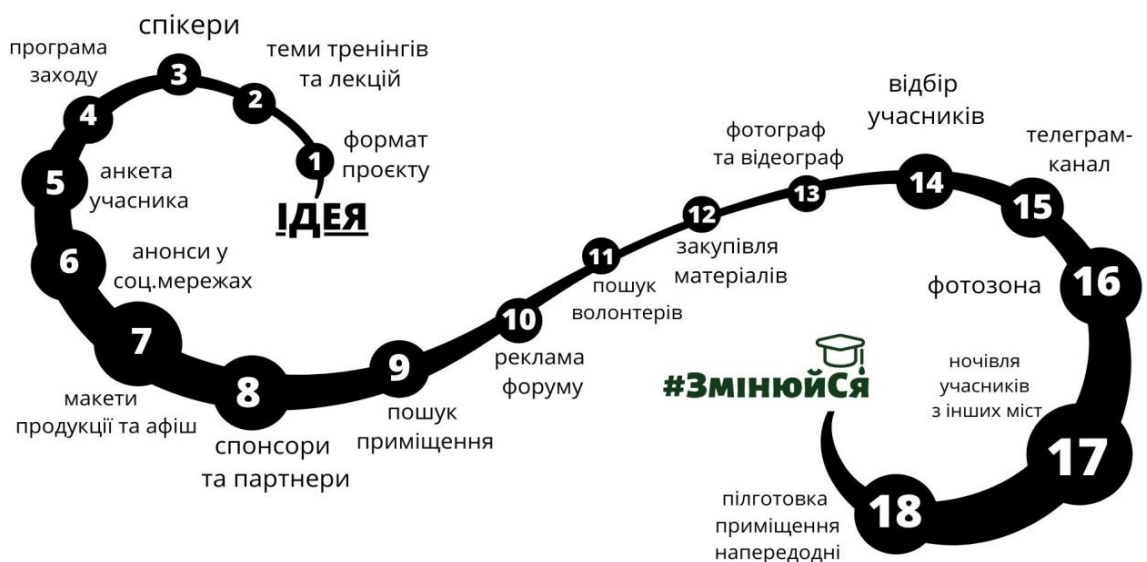 ІДЕЯ
1
формат
проєкту
2
теми тренінгів
та лекцій
3
спікери
4
програма
заходу
5
анкета
учасника
6
анонси у
соц.мережах
7
макети
продукції та афіш
8
спонсори
та партнери
9
пошук
приміщення
10
реклама
форуму
11
пошук
волонтерів
12
закупівля
матеріалів
13
фотограф
та відеограф
14
відбір
учасників
15
телеграм-
канал
16
фотозона
17
ночівля
учасників
з інших міст
18
пілготовка
приміщення
напередодні
#ЗмінюйСя